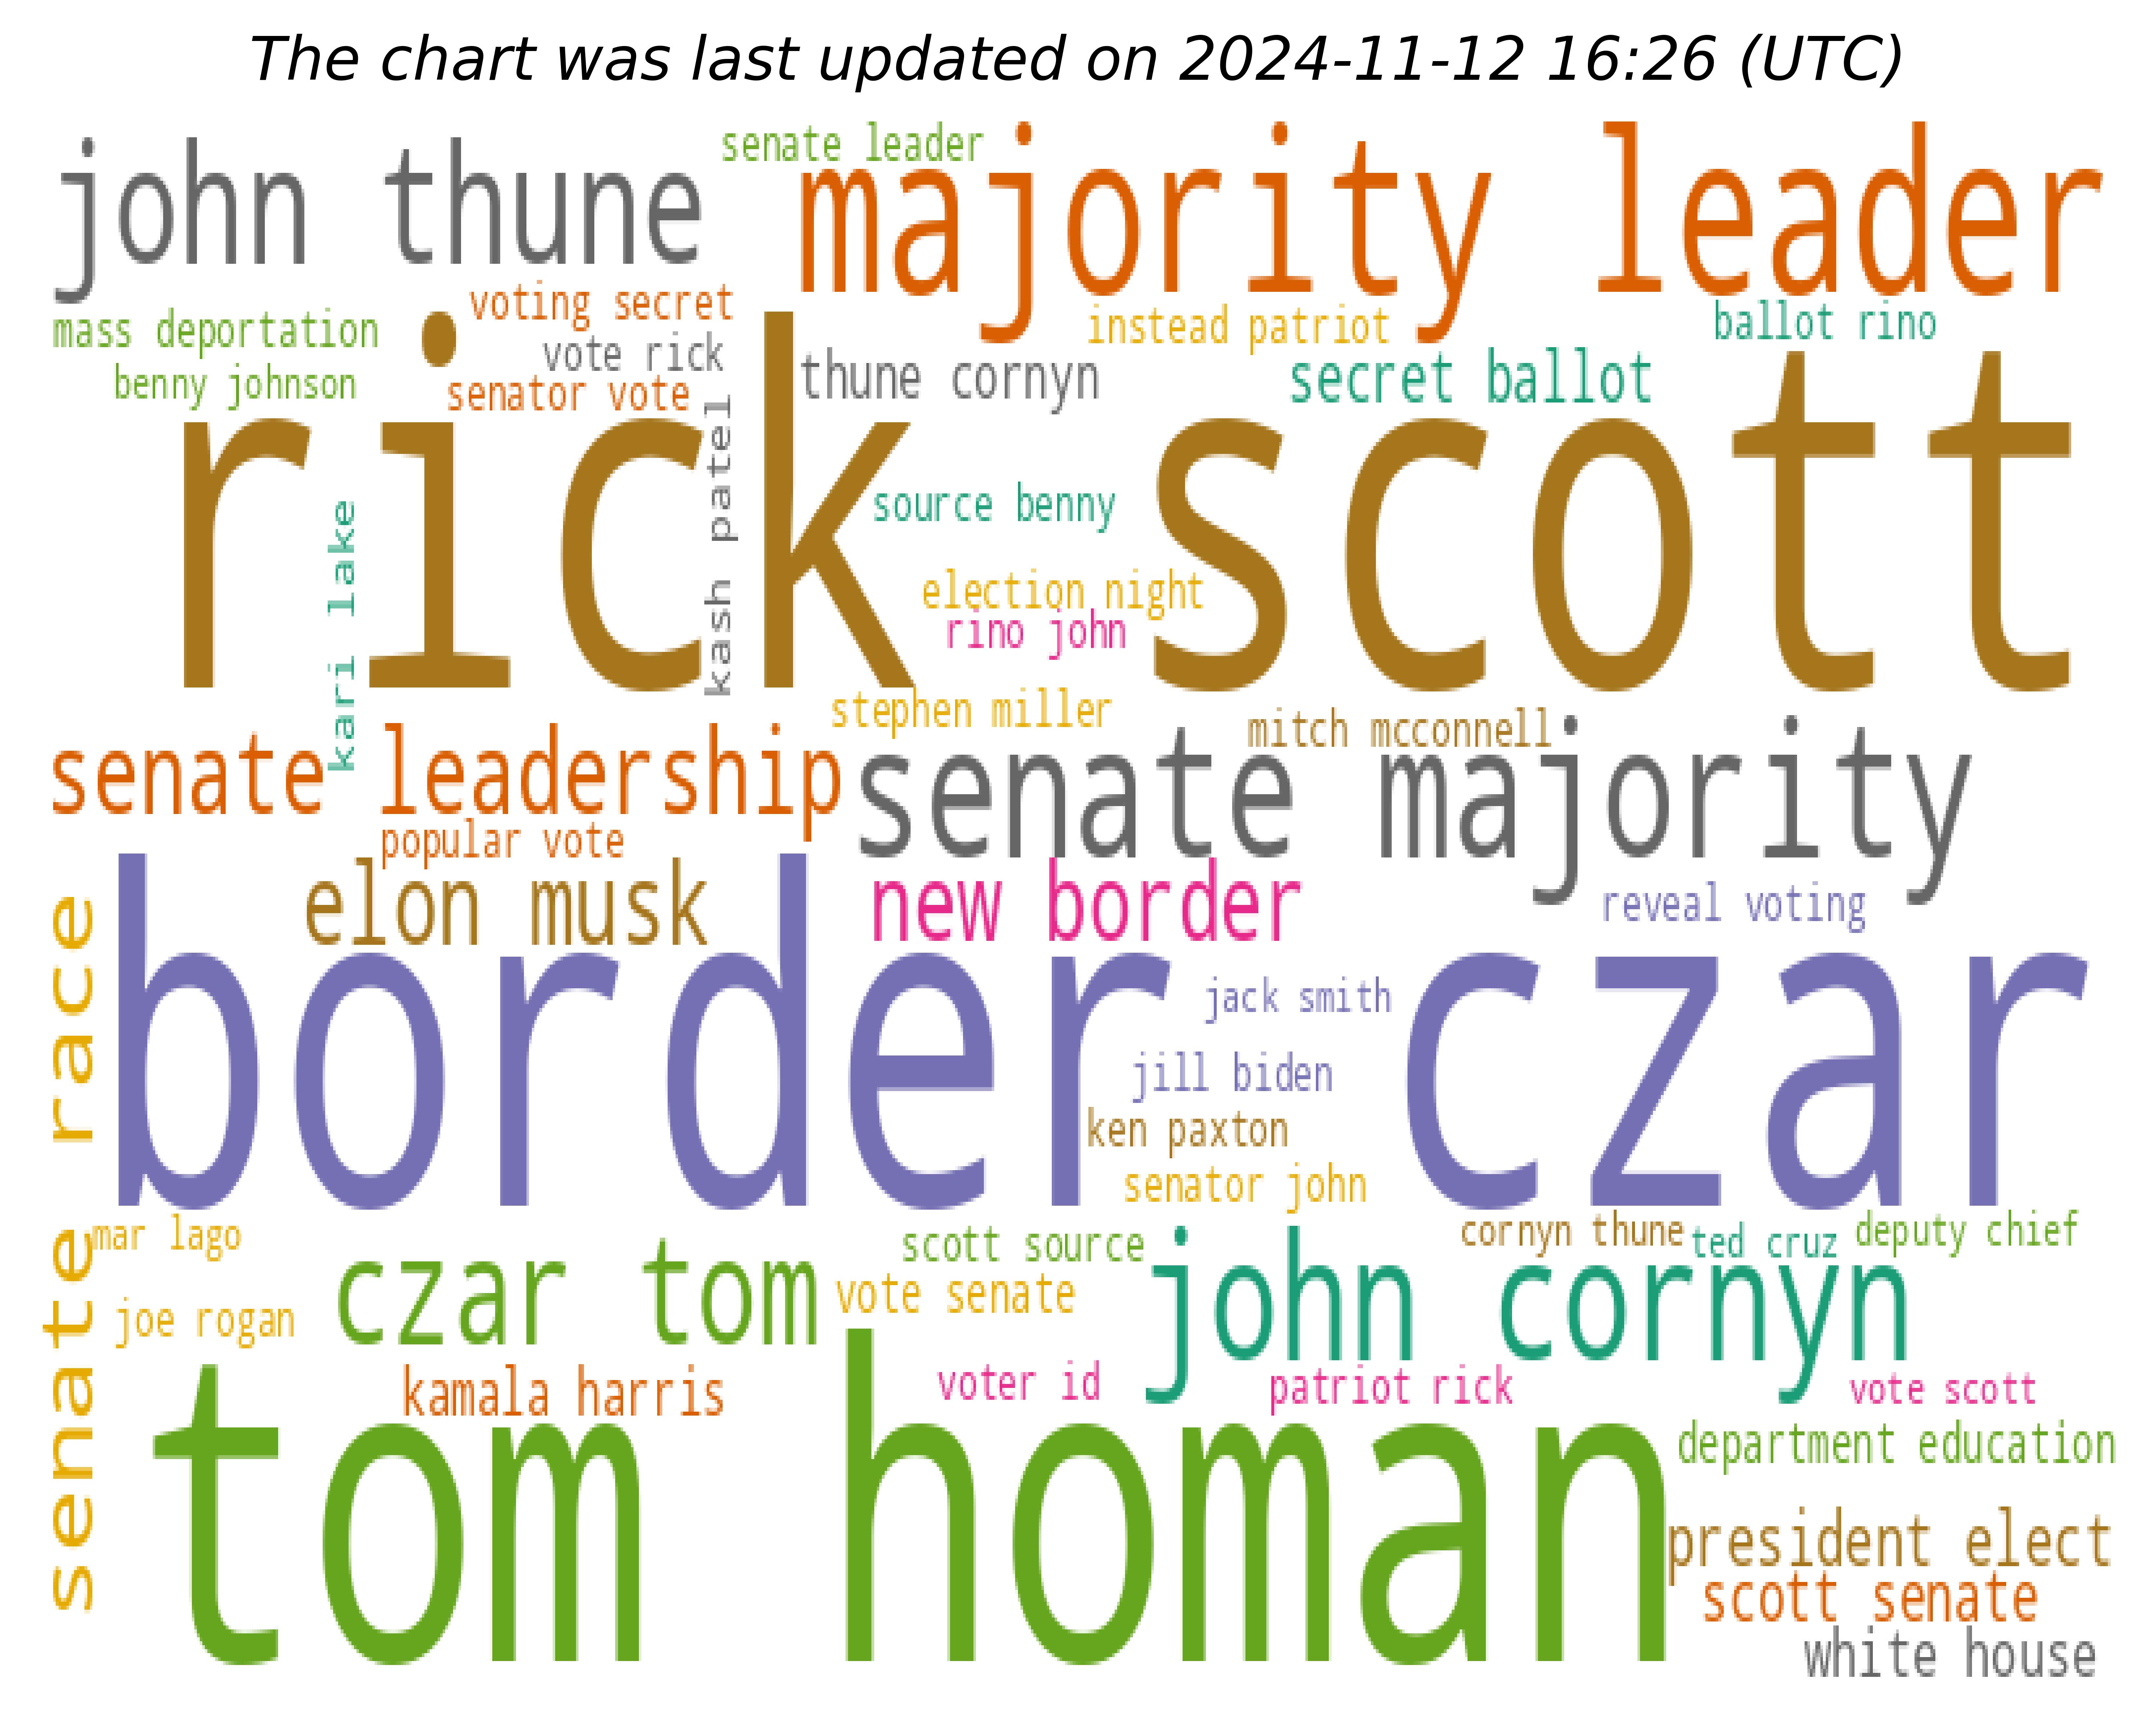 The chart was last updated on 2024-11-12 16:26 (UTC)
john thune
senate leader
majority leader
mass deportation
voting secret
instead patriot
ballot rino
benny johnson
vote rick
senator vote
thune cornyn
secret ballot
rick scott
kash patel
kari lake
source benny
election night
rino john
stephen miller
mitch mcconnell
senate leadership
senate majority
popular vote
elon musk
new border
reveal voting
senate race
border czar
jack smith
jill biden
ken paxton
senator john
mar lago
czar tom
scott source
cornyn thune
ted cruz
deputy chief
joe rogan
vote senate
john cornyn
kamala harris
voter id
patriot rick
vote scott
tom homan
department education
president elect
scott senate
white house